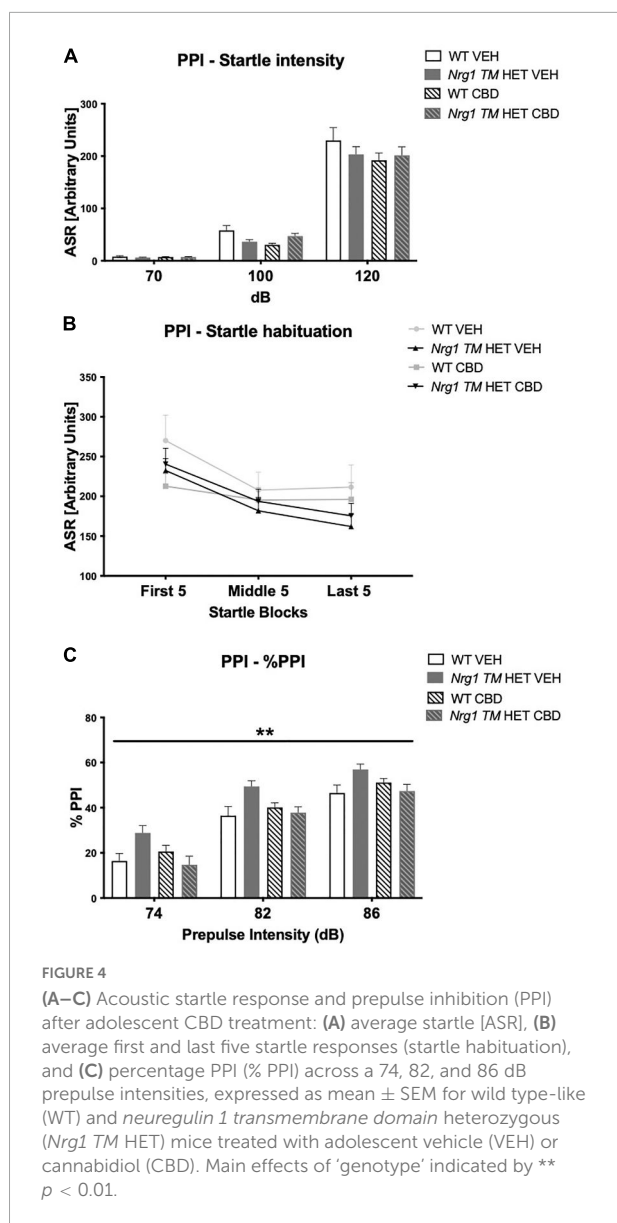 A
PPI - Startle intensity
WT VEH
Nrg1 TM HET VEH
WT CBD
Nrg1 TM HET CBD
ASR [Arbitrary Units]
300
200
100
0
70
100
120
dB
B
PPI - Startle habituation
WT VEH
Nrg1 TM HET VEH
WT CBD
Nrg1 TM HET CBD
ASR [Arbitrary Units]
350
300
250
200
150
100
First 5
Middle 5
Last 5
Startle Blocks
C
PPI - %PPI
WT VEH
Nrg1 TM HET VEH
WT CBD
Nrg1 TM HET CBD
% PPI
80
60
40
20
0
**
74
82
86
Prepulse Intensity (dB)
FIGURE 4
(A–C) Acoustic startle response and prepulse inhibition (PPI)
after adolescent CBD treatment: (A) average startle [ASR], (B)
average first and last five startle responses (startle habituation),
and (C) percentage PPI (% PPI) across a 74, 82, and 86 dB
prepulse intensities, expressed as mean ± SEM for wild type-like
(WT) and neuregulin 1 transmembrane domain heterozygous
(Nrg1 TM HET) mice treated with adolescent vehicle (VEH) or
cannabidiol (CBD). Main effects of ‘genotype’ indicated by **
p < 0.01.